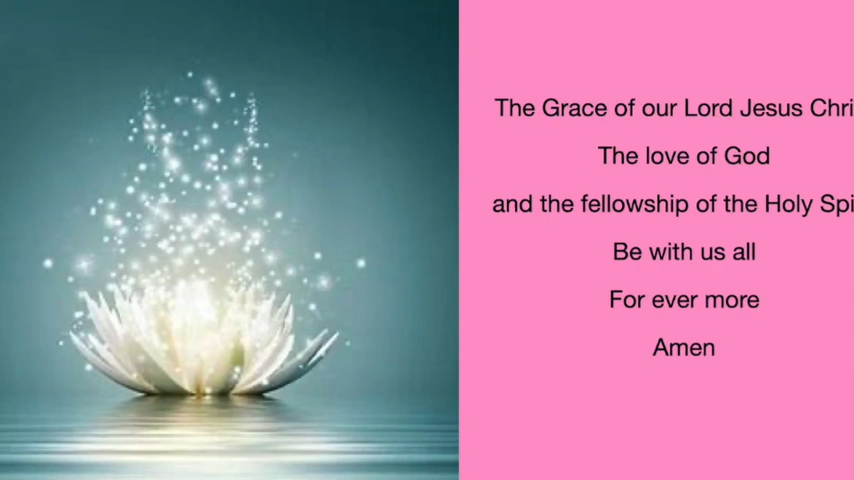 The Grace of our Lord Jesus Chri
The love of God
and the fellowship of the Holy Spi
Be with us all
For ever more
Amen